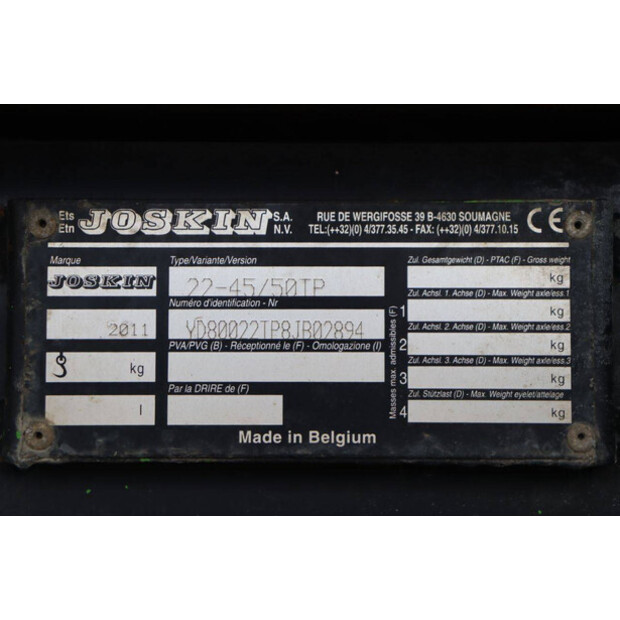 Ets
Etn
JOSKIN S.A.
N.V.
RUE DE WERGIFOSSE 39 B-4630 SOUMAGNE
TEL:(++32)(0) 4/377.35.45 - FAX: (++32)(0) 4/377.10.15
CE
Marque
JOSKIN
2011
kg
l
Type/Variante/Version
22-45/50TP
Numéro d'identification - Nr
YD80022TP8JB02894
PVA/PVG (B) - Réceptionné le (F) - Omologazione (I)
Par la DRIRE de (F)
Masses max. admissibles (F)
Zul. Gesamtgewicht (D) - PTAC (F) - Gross weight
kg
Zul. Achsl. 1. Achse (D) - Max. Weight axle/ess.1
1 kg
Zul. Achsl. 2. Achse (D) - Max. Weight axle/ess.2
2 kg
Zul. Achsl. 3. Achse (D) - Max. Weight axle/ess.3
3 kg
Zul. Stützlast (D) - Max. Weight eyelet/attelage
4 kg
Made in Belgium